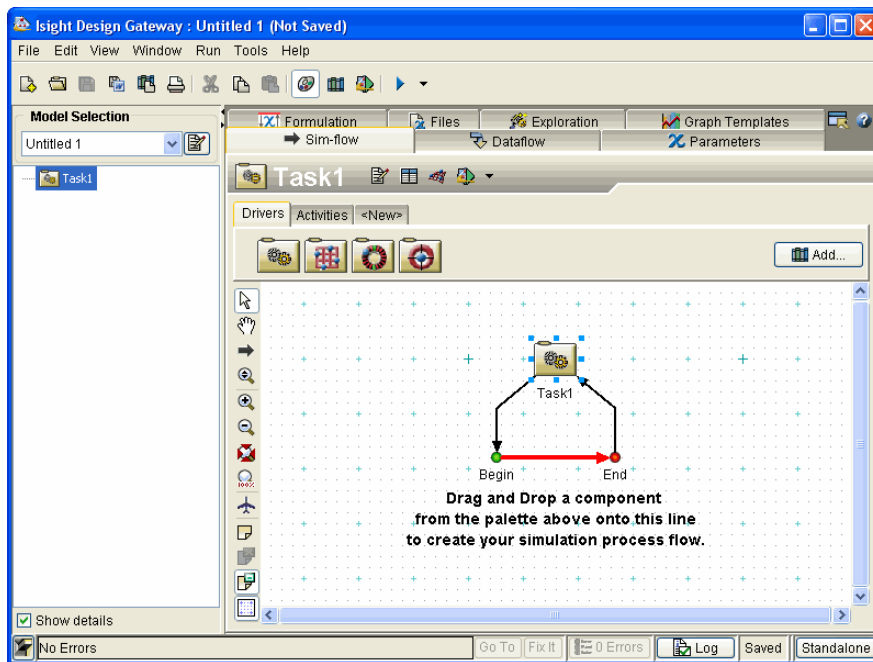 Isight Design Gateway : Untitled 1 (Not Saved)
File Edit View Window Run Tools Help
Model Selection
Untitled 1
Task1
Formulation Files Exploration Graph Templates
Sim-flow Dataflow Parameters
Task1
Drivers Activities <New>
Add...
Task1
Begin End
Drag and Drop a component
from the palette above onto this line
to create your simulation process flow.
100%
Show details
No Errors Go To Fix It 0 Errors Log Saved Standalone